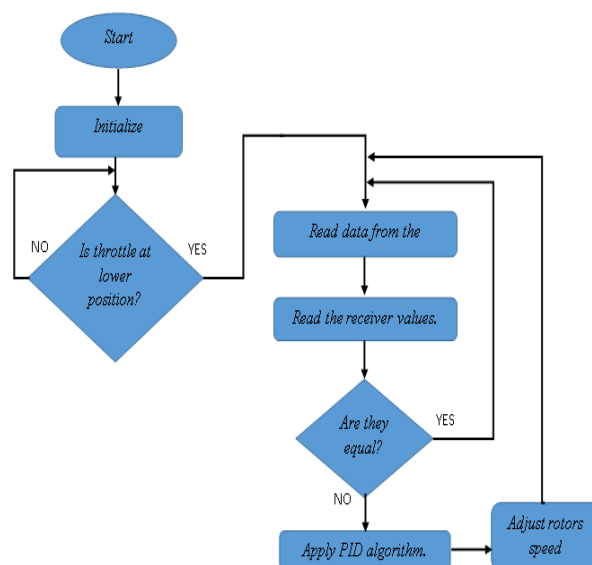 Start
Initialize
NO
Is throttle at
lower
position?
YES
Read data from the
Read the receiver values.
Are they
equal?
YES
NO
Apply PID algorithm.
Adjust rotors
speed